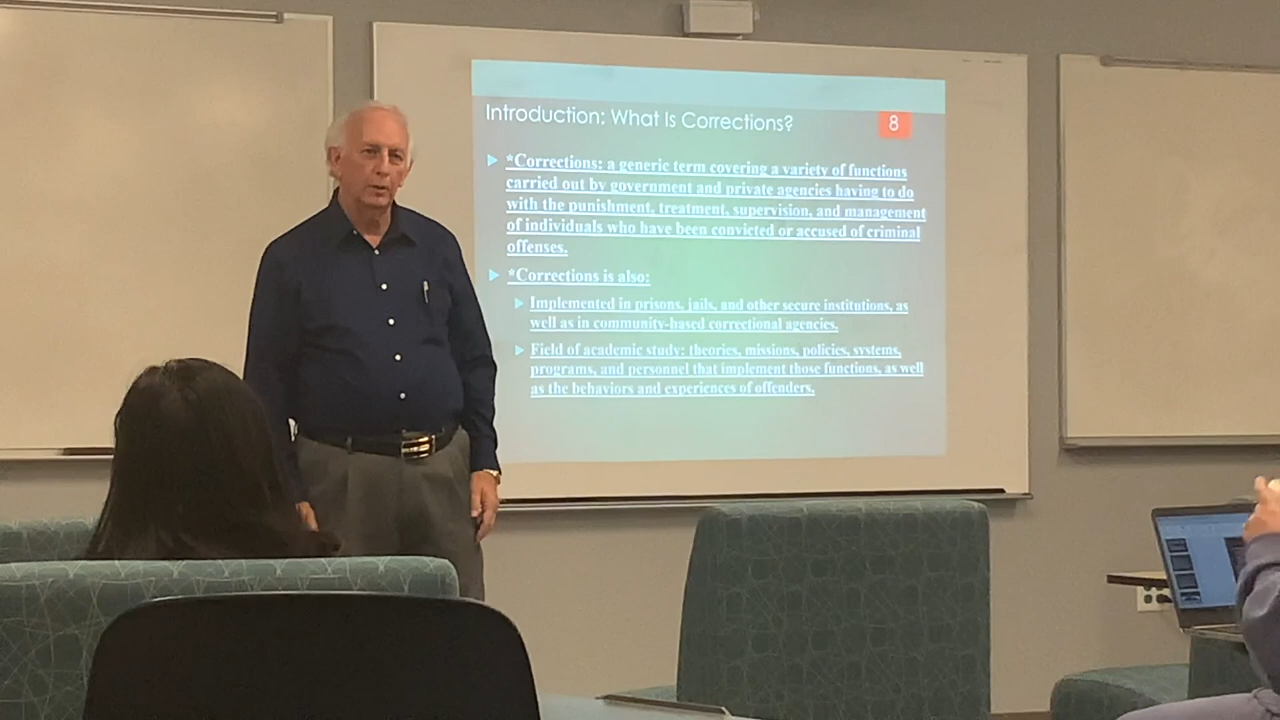 Introduction: What Is Corrections?
8
*Corrections: a generic term covering a variety of functions
carried out by government and private agencies having to do
with the punishment, treatment, supervision, and management
of individuals who have been convicted or accused of criminal
offenses.
*Corrections is also:
Implemented in prisons, jails, and other secure institutions, as
well as in community-based correctional agencies.
Field of academic study: theories, missions, policies, systems,
programs, and personnel that implement those functions, as well
as the behaviors and experiences of offenders.